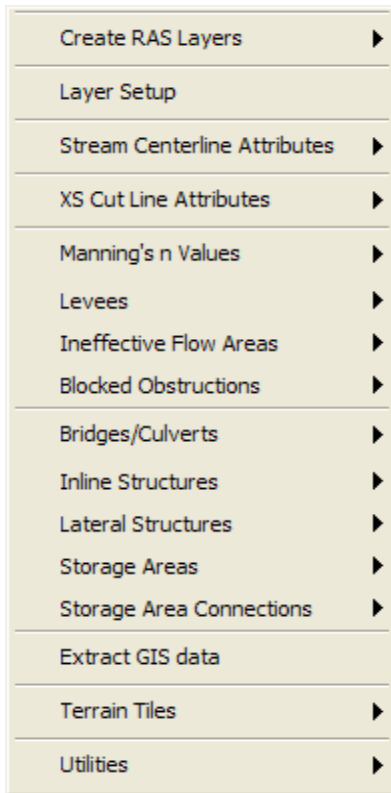 Create RAS Layers
Layer Setup
Stream Centerline Attributes
XS Cut Line Attributes
Manning's n Values
Levees
Ineffective Flow Areas
Blocked Obstructions
Bridges/Culverts
Inline Structures
Lateral Structures
Storage Areas
Storage Area Connections
Extract GIS data
Terrain Tiles
Utilities